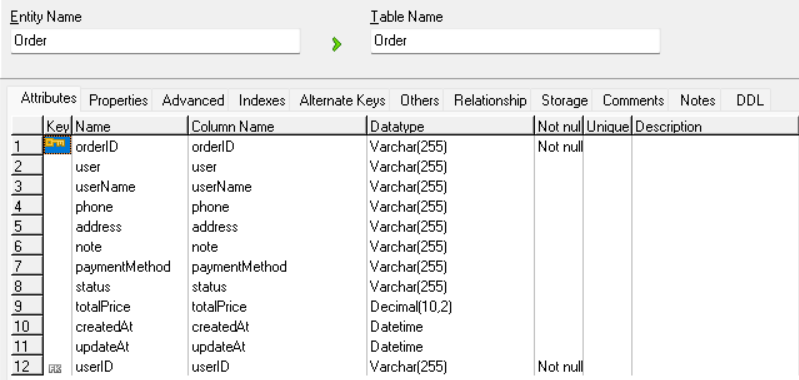 Entity Name Table Name
Order Order
Attributes Properties Advanced Indexes Alternate Keys Others Relationship Storage Comments Notes DDL
Key Name Column Name Datatype Not nul Unique Description
1 orderID orderID Varchar(255) Not null
2 user user Varchar(255)
3 userName userName Varchar(255)
4 phone phone Varchar(255)
5 address address Varchar(255)
6 note note Varchar(255)
7 paymentMethod paymentMethod Varchar(255)
8 status status Varchar(255)
9 totalPrice totalPrice Decimal(10,2)
10 createdAt createdAt Datetime
11 updateAt updateAt Datetime
12 FK userID userID Varchar(255) Not null